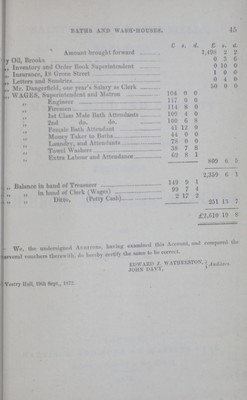 BATHS AND WASH-HOUSES. 45
£ s. d. £ s. d.
Amount brought forward 1,498 2 2
Oil, Brooks 0 2 6
Inventory and Order Book Superintendent 0 10 0
Insurance, 18 Green Street 1 0 0
Letters and Sundries 0 4 0
Mr. Dangerfield, one year's Salary as Clerk 50 0 0
WAGES, Superintendent and Matron 104 0 0
„ Engineer 117 0 0
„ Fireman 114 8 0
„ 1st Class Male Bath Attendants 109 4 0
„ 2nd do. do. 100 6 8
„ Female Bath Attendant 41 12 0
„ Money Taker to Baths 44 0 0
„ Laundry, and Attendants 78 0 0
„ Towel Washers 39 7 8
„ Extra Labour and Attendance 62 8 1
809 6 5
2,359 6 1
„ Balance in hand of Treasurer 149 9 1
„ „ in hand of Clerk (Wages) 99 7 4
„ „ Ditto, (Petty Cash) 2 17 2
251 13 7
£2,610 19 8
We, the undersigned Auditors, having examined this Account, and compared the
several vouchers therewith, do hereby certify the same to be correct.
EDWARD J. WATHERSTON,
JOHN DANN, } Auditors.
Vestry Hall, 19th Sept., 1872.